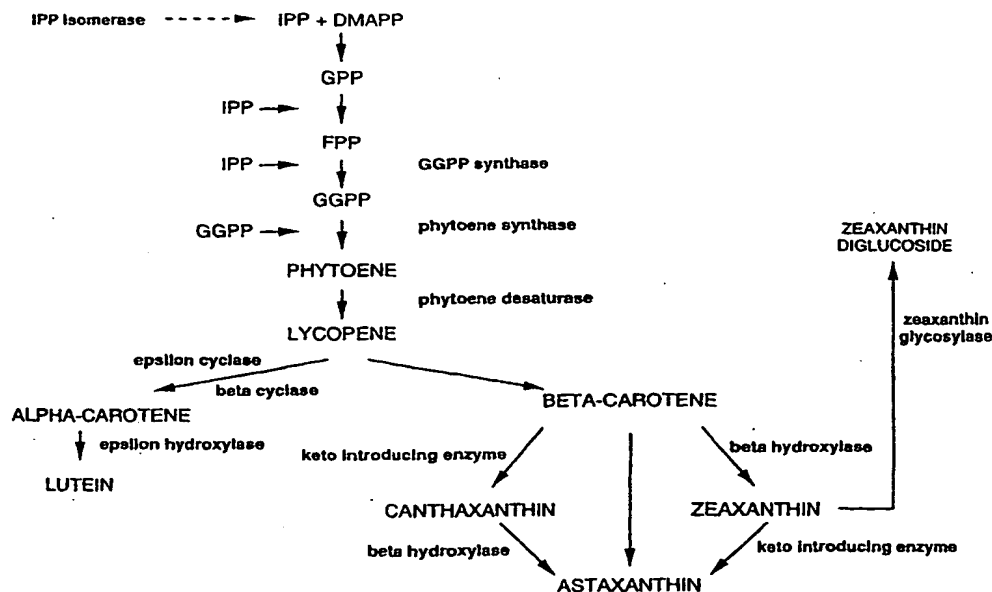 IPP isomerase
IPP + DMAPP
GPP
IPP
FPP
IPP
GGPP synthase
GGPP
GGPP
phytoene synthase
ZEAXANTHIN
DIGLUCOSIDE
PHYTOENE
phytoene desaturase
LYCOPENE
zeaxanthin
glycosylase
epsilon cyclase
beta cyclase
ALPHA-CAROTENE
BETA-CAROTENE
epsilon hydroxylase
keto introducing enzyme
beta hydroxylase
LUTEIN
CANTHAXANTHIN
ZEAXANTHIN
beta hydroxylase
keto introducing enzyme
ASTAXANTHIN